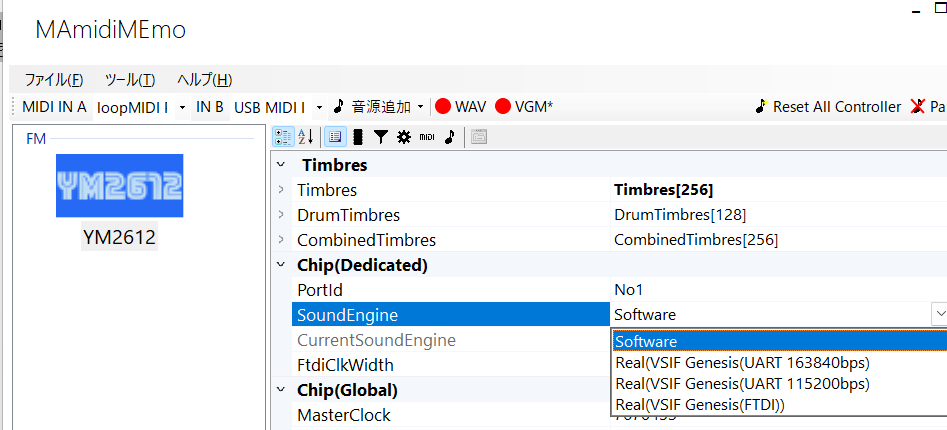 MAmidiMEmo
ファイル(F) ツール(T) ヘルプ(H)
MIDI IN A loopMIDI I IN B USB MIDI I 音源追加 WAV VGM* Reset All Controller Pa
FM
YM2612
YM2612
MIDI
Timbres
Timbres Timbres[256]
DrumTimbres DrumTimbres[128]
CombinedTimbres CombinedTimbres[256]
Chip(Dedicated)
PortId No1
SoundEngine Software
CurrentSoundEngine Software
FtdiClkWidth Real(VSIF Genesis(UART 163840bps)
Real(VSIF Genesis(UART 115200bps)
Chip(Global) Real(VSIF Genesis(FTDI))
MasterClock